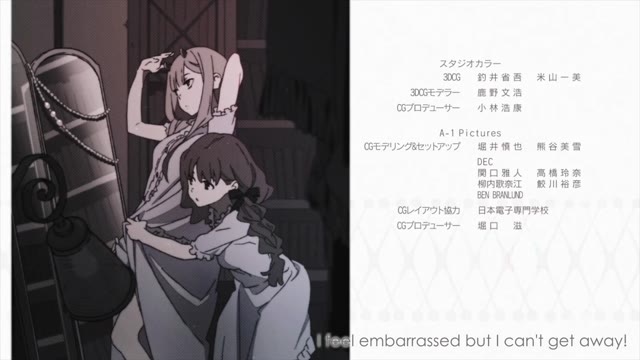 スタジオカラー
3DCG 釣井省吾 米山一美
3DCGモデラー 鹿野文浩
CGプロデューサー 小林浩康
A-1 Pictures
CGモデリング&セットアップ 堀井慎也 熊谷美雪
DEC
関口雅人 高橋玲奈
柳内歌奈江 鮫川裕彦
BEN BRANLUND
CGレイアウト協力 日本電子専門学校
CGプロデューサー 堀口 滋
I feel embarrassed but I can't get away!